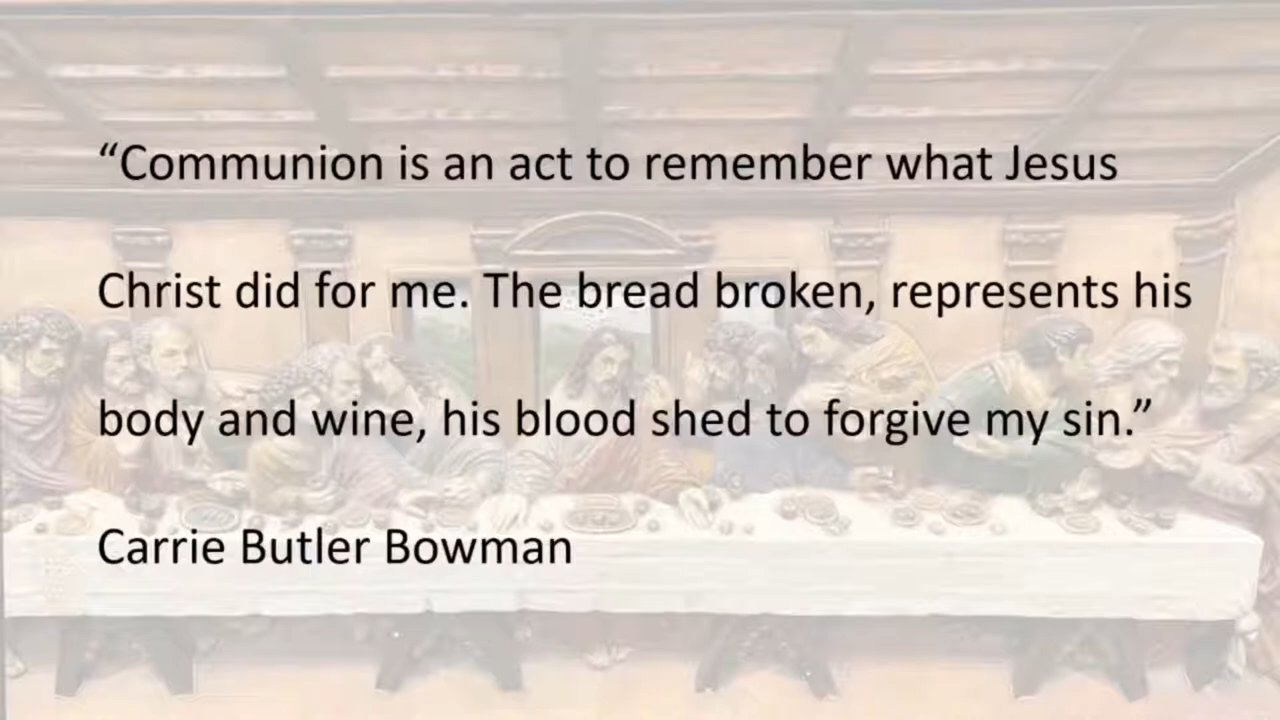 “Communion is an act to remember what Jesus
Christ did for me. The bread broken, represents his
body and wine, his blood shed to forgive my sin.”
Carrie Butler Bowman